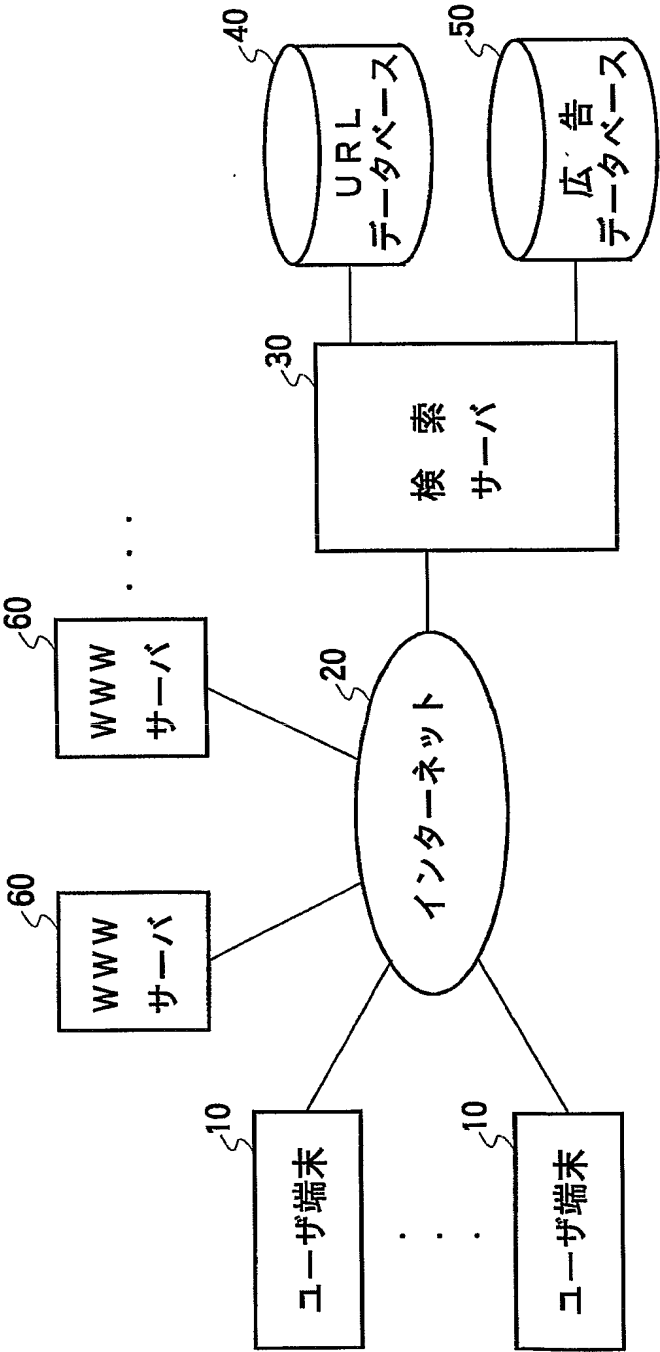 60
WWW
サーバ
60
WWW
サーバ
. . .
10
ユーザ端末
. . .
10
ユーザ端末
20
インターネット
30
検索
サーバ
40
URL
データベース
50
広告
データベース